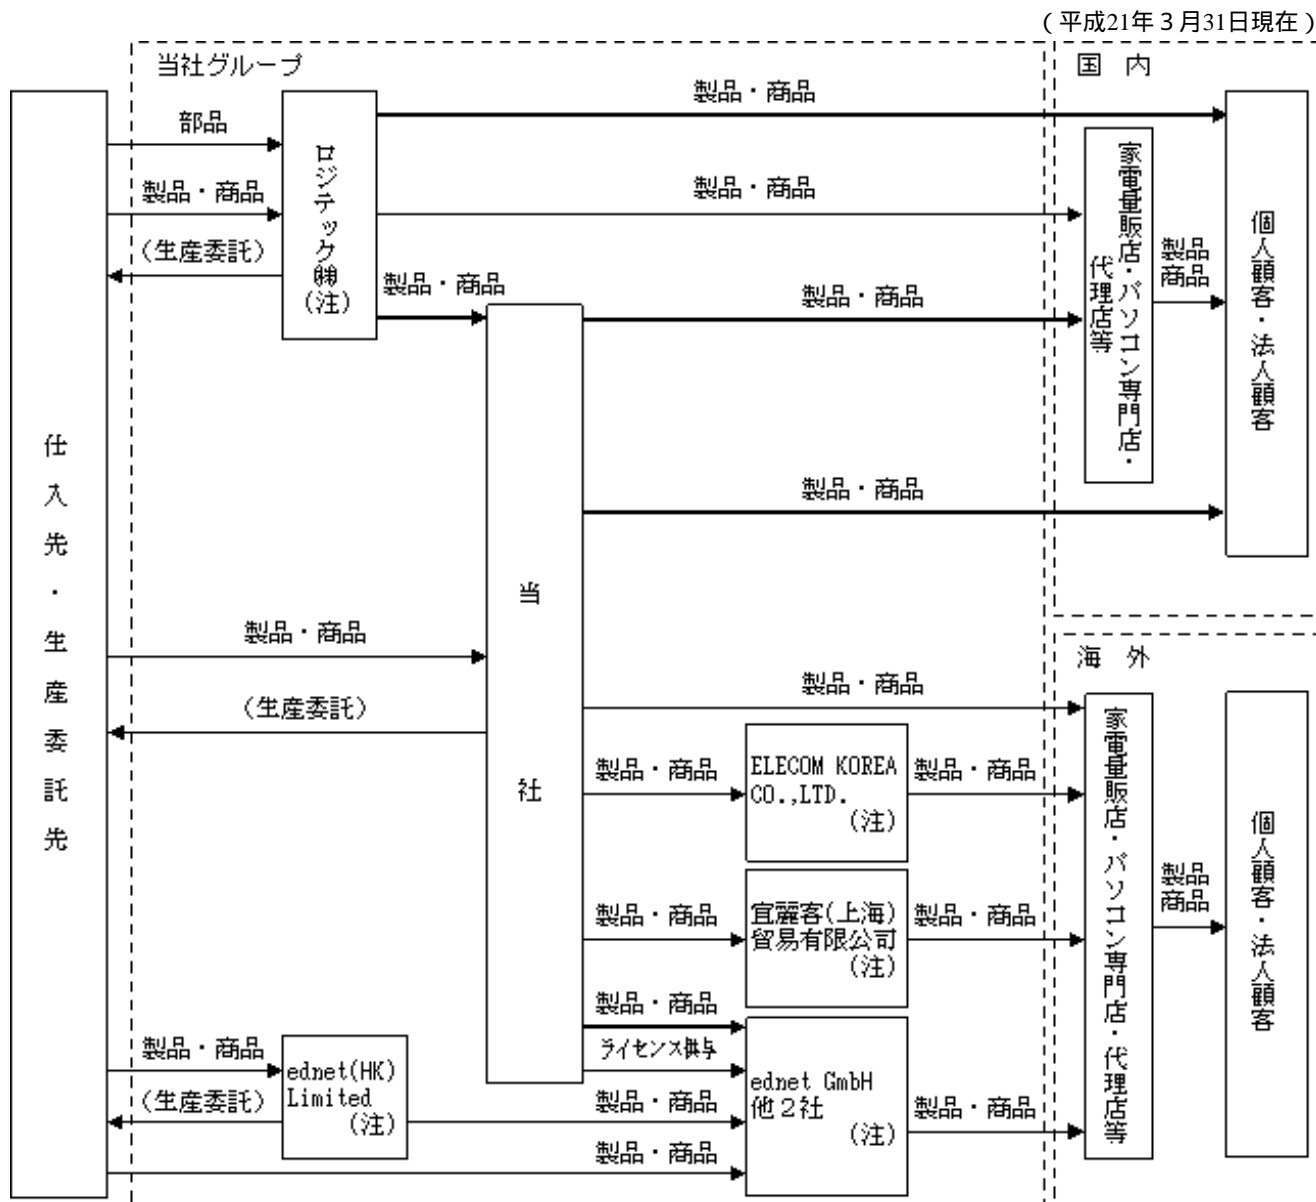 (平成21年３月31日現在)
当社グループ
国　内
製品・商品
部品
ロジテック㈱
(注)
製品・商品
製品・商品
(生産委託)
家電量販店・パソコン専門店・
代理店等
製品
商品
個人顧客・法人顧客
製品・商品
製品・商品
製品・商品
仕入先・生産委託先
当社
製品・商品
(生産委託)
海　外
製品・商品
製品・商品
ELECOM KOREA
CO.,LTD.
(注)
製品・商品
家電量販店・パソコン専門店・代理店等
製品
商品
個人顧客・法人顧客
製品・商品
宜麗客(上海)
貿易有限公司
(注)
製品・商品
製品・商品
ライセンス供与
製品・商品
ednet(HK)
Limited
(注)
(生産委託)
製品・商品
ednet GmbH
他２社
(注)
製品・商品
製品・商品